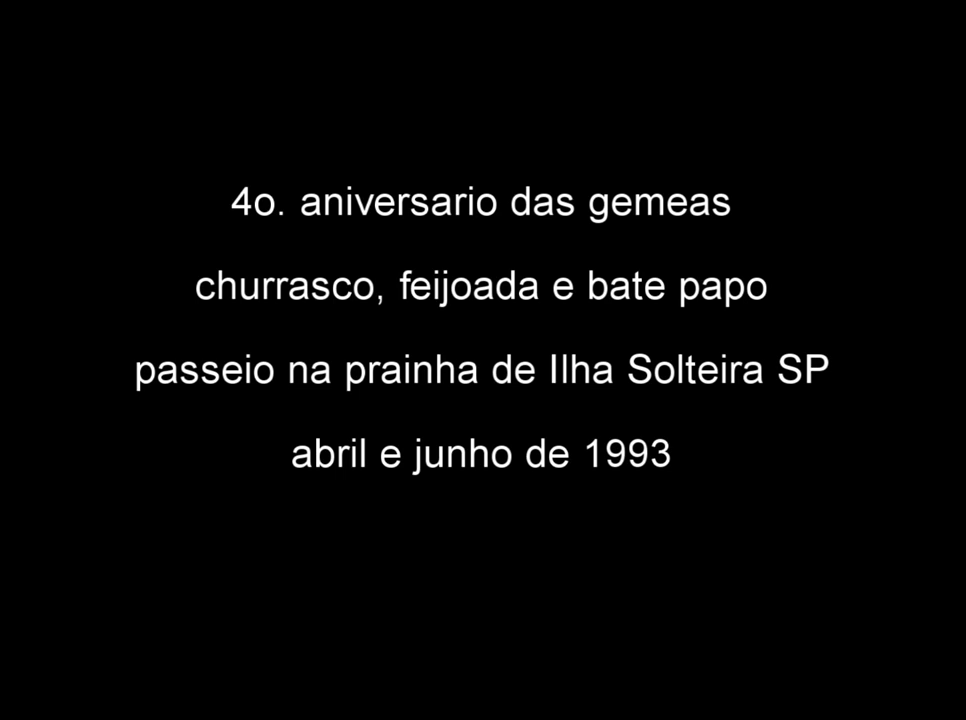 4o. aniversario das gemeas
churrasco, feijoada e bate papo
passeio na prainha de Ilha Solteira SP
abril e junho de 1993